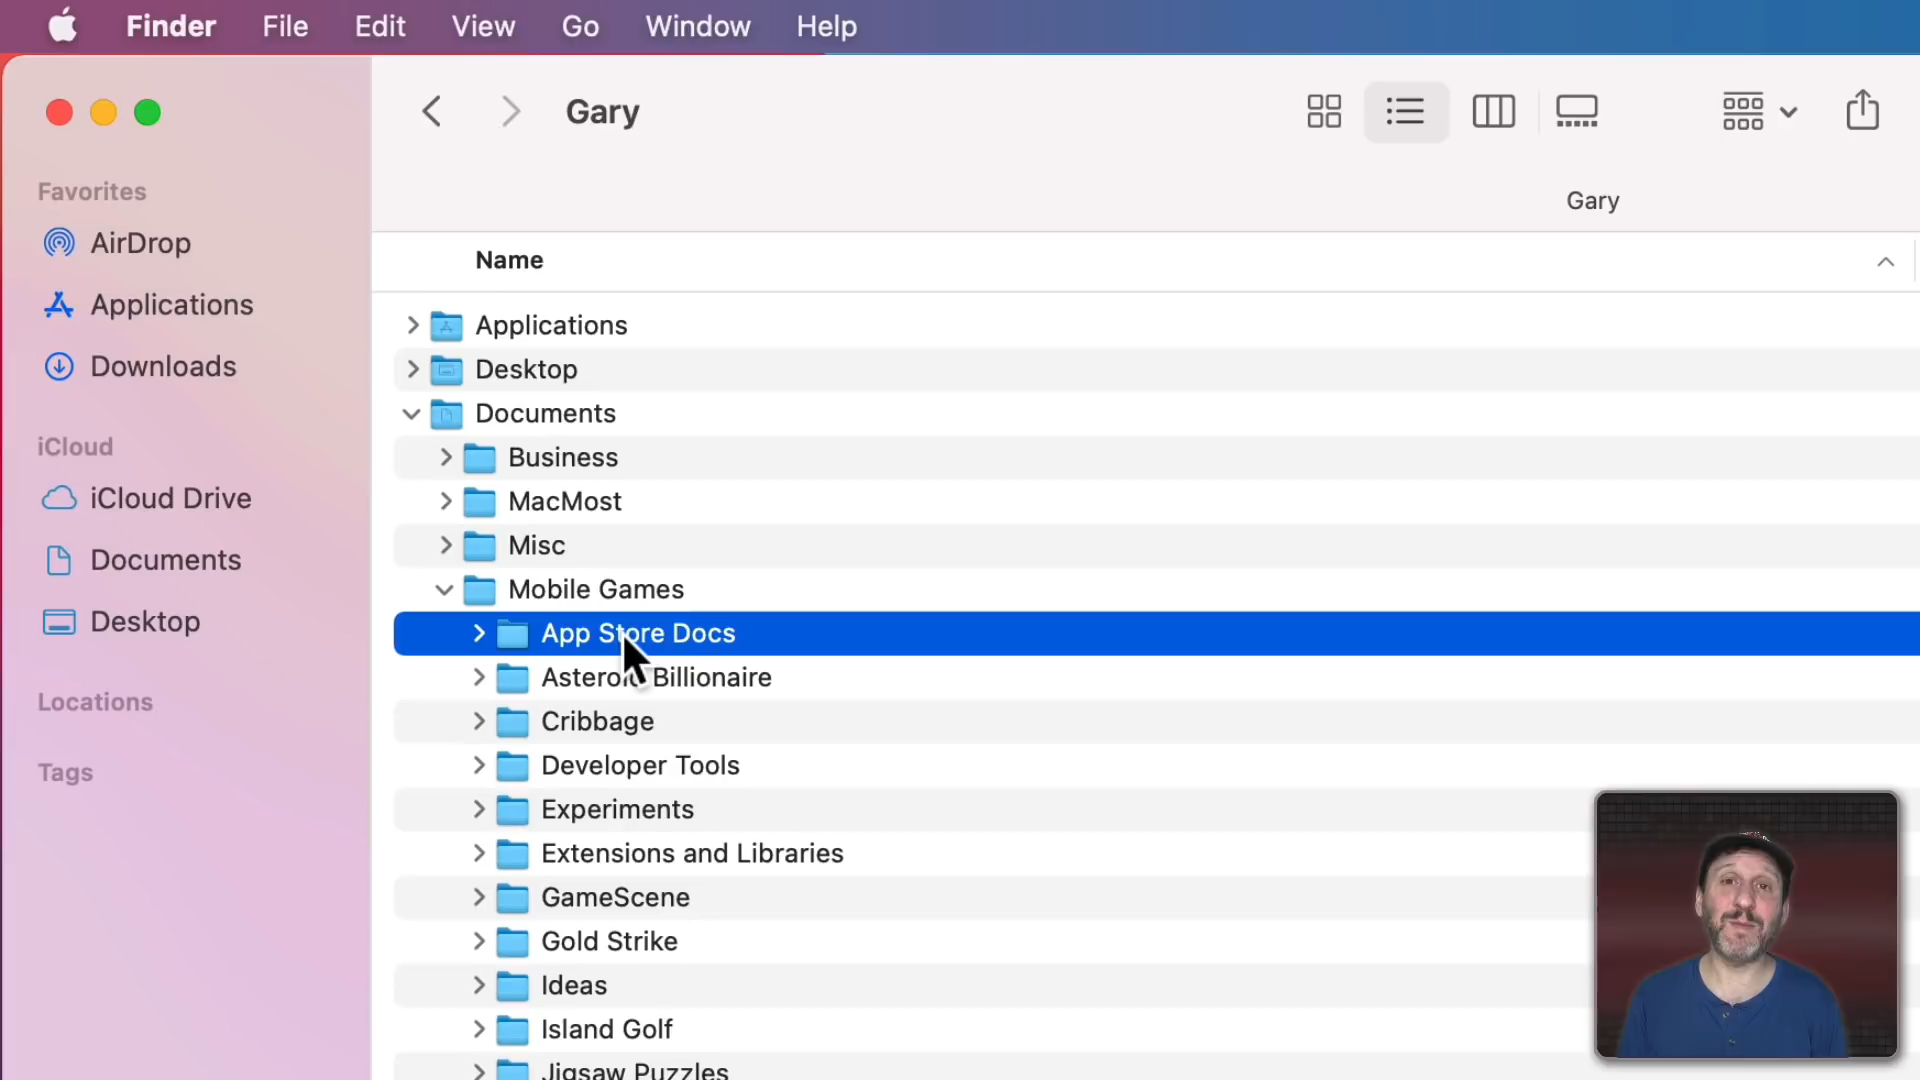 Finder File Edit View Go Window Help
Gary
Gary
Favorites
AirDrop
Applications
Downloads
iCloud
iCloud Drive
Documents
Desktop
Locations
Tags
Name
Applications
Desktop
Documents
Business
MacMost
Misc
Mobile Games
App Store Docs
Asteroid Billionaire
Cribbage
Developer Tools
Experiments
Extensions and Libraries
GameScene
Gold Strike
Ideas
Island Golf
Jigsaw Puzzles